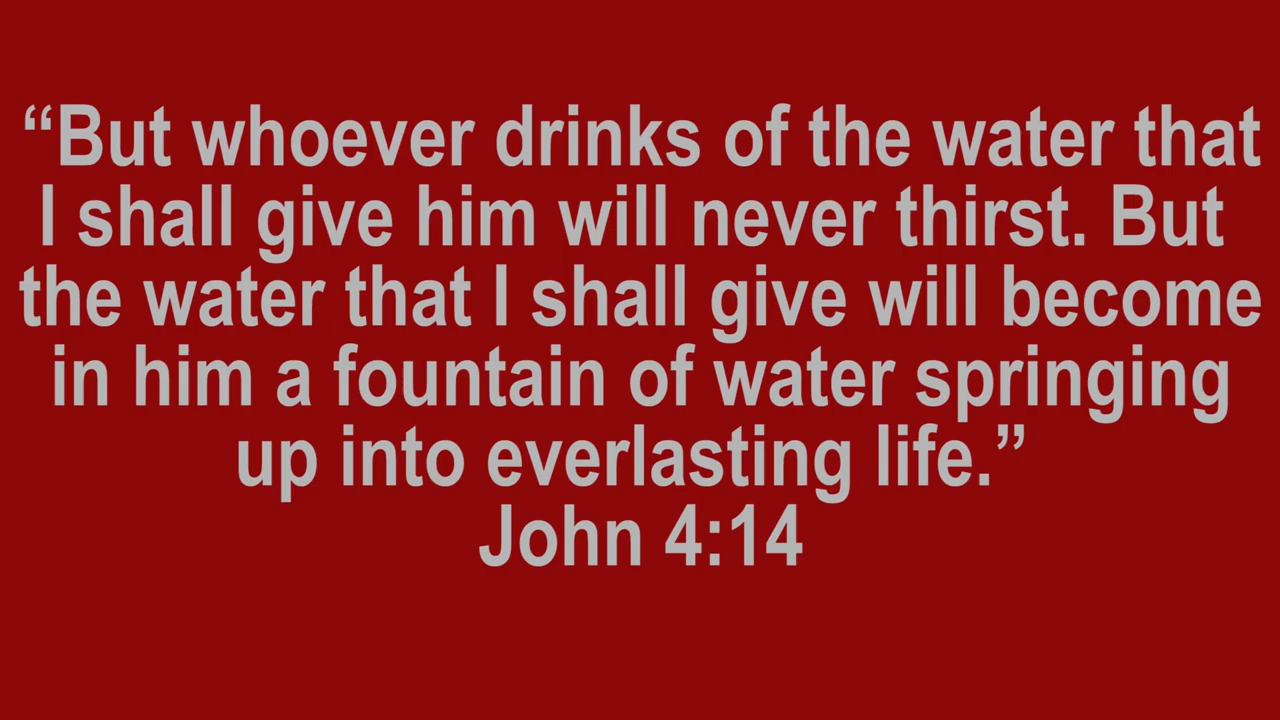 “But whoever drinks of the water that
I shall give him will never thirst. But
the water that I shall give will become
in him a fountain of water springing
up into everlasting life.”
John 4:14